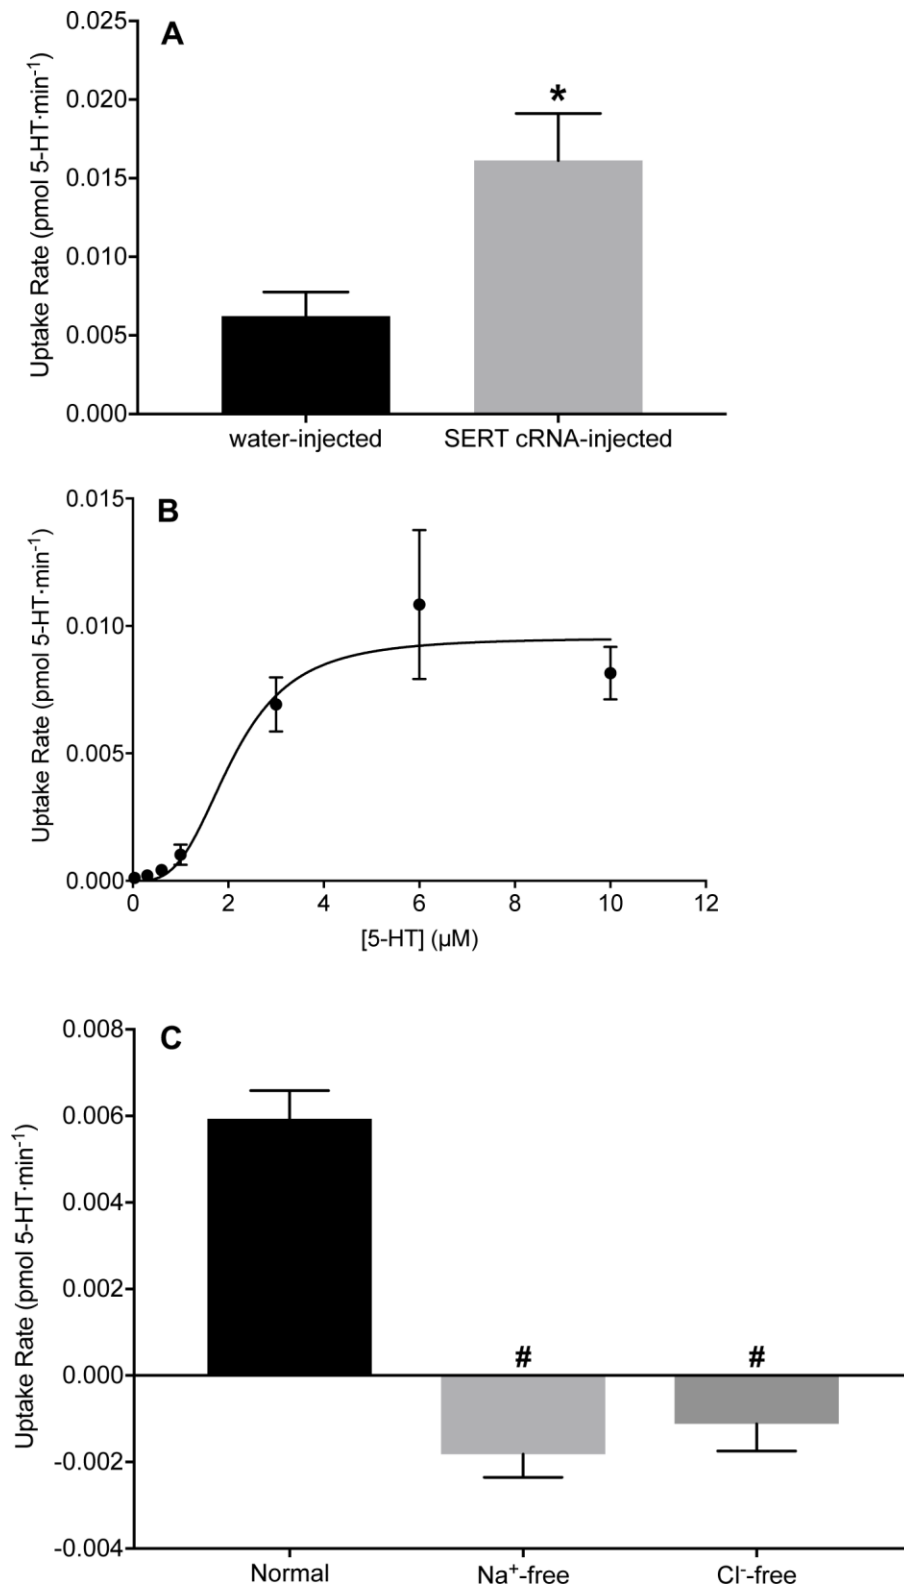 A
Uptake Rate (pmol 5-HT·min⁻¹)
0.025
0.020
0.015
0.010
0.005
0.000
*
water-injected SERT cRNA-injected
B
Uptake Rate (pmol 5-HT·min⁻¹)
0.015
0.010
0.005
0.000
0 2 4 6 8 10 12
[5-HT] (µM)
C
Uptake Rate (pmol 5-HT·min⁻¹)
0.008
0.006
0.004
0.002
0.000
-0.002
-0.004
# #
Normal Na⁺-free Cl⁻-free